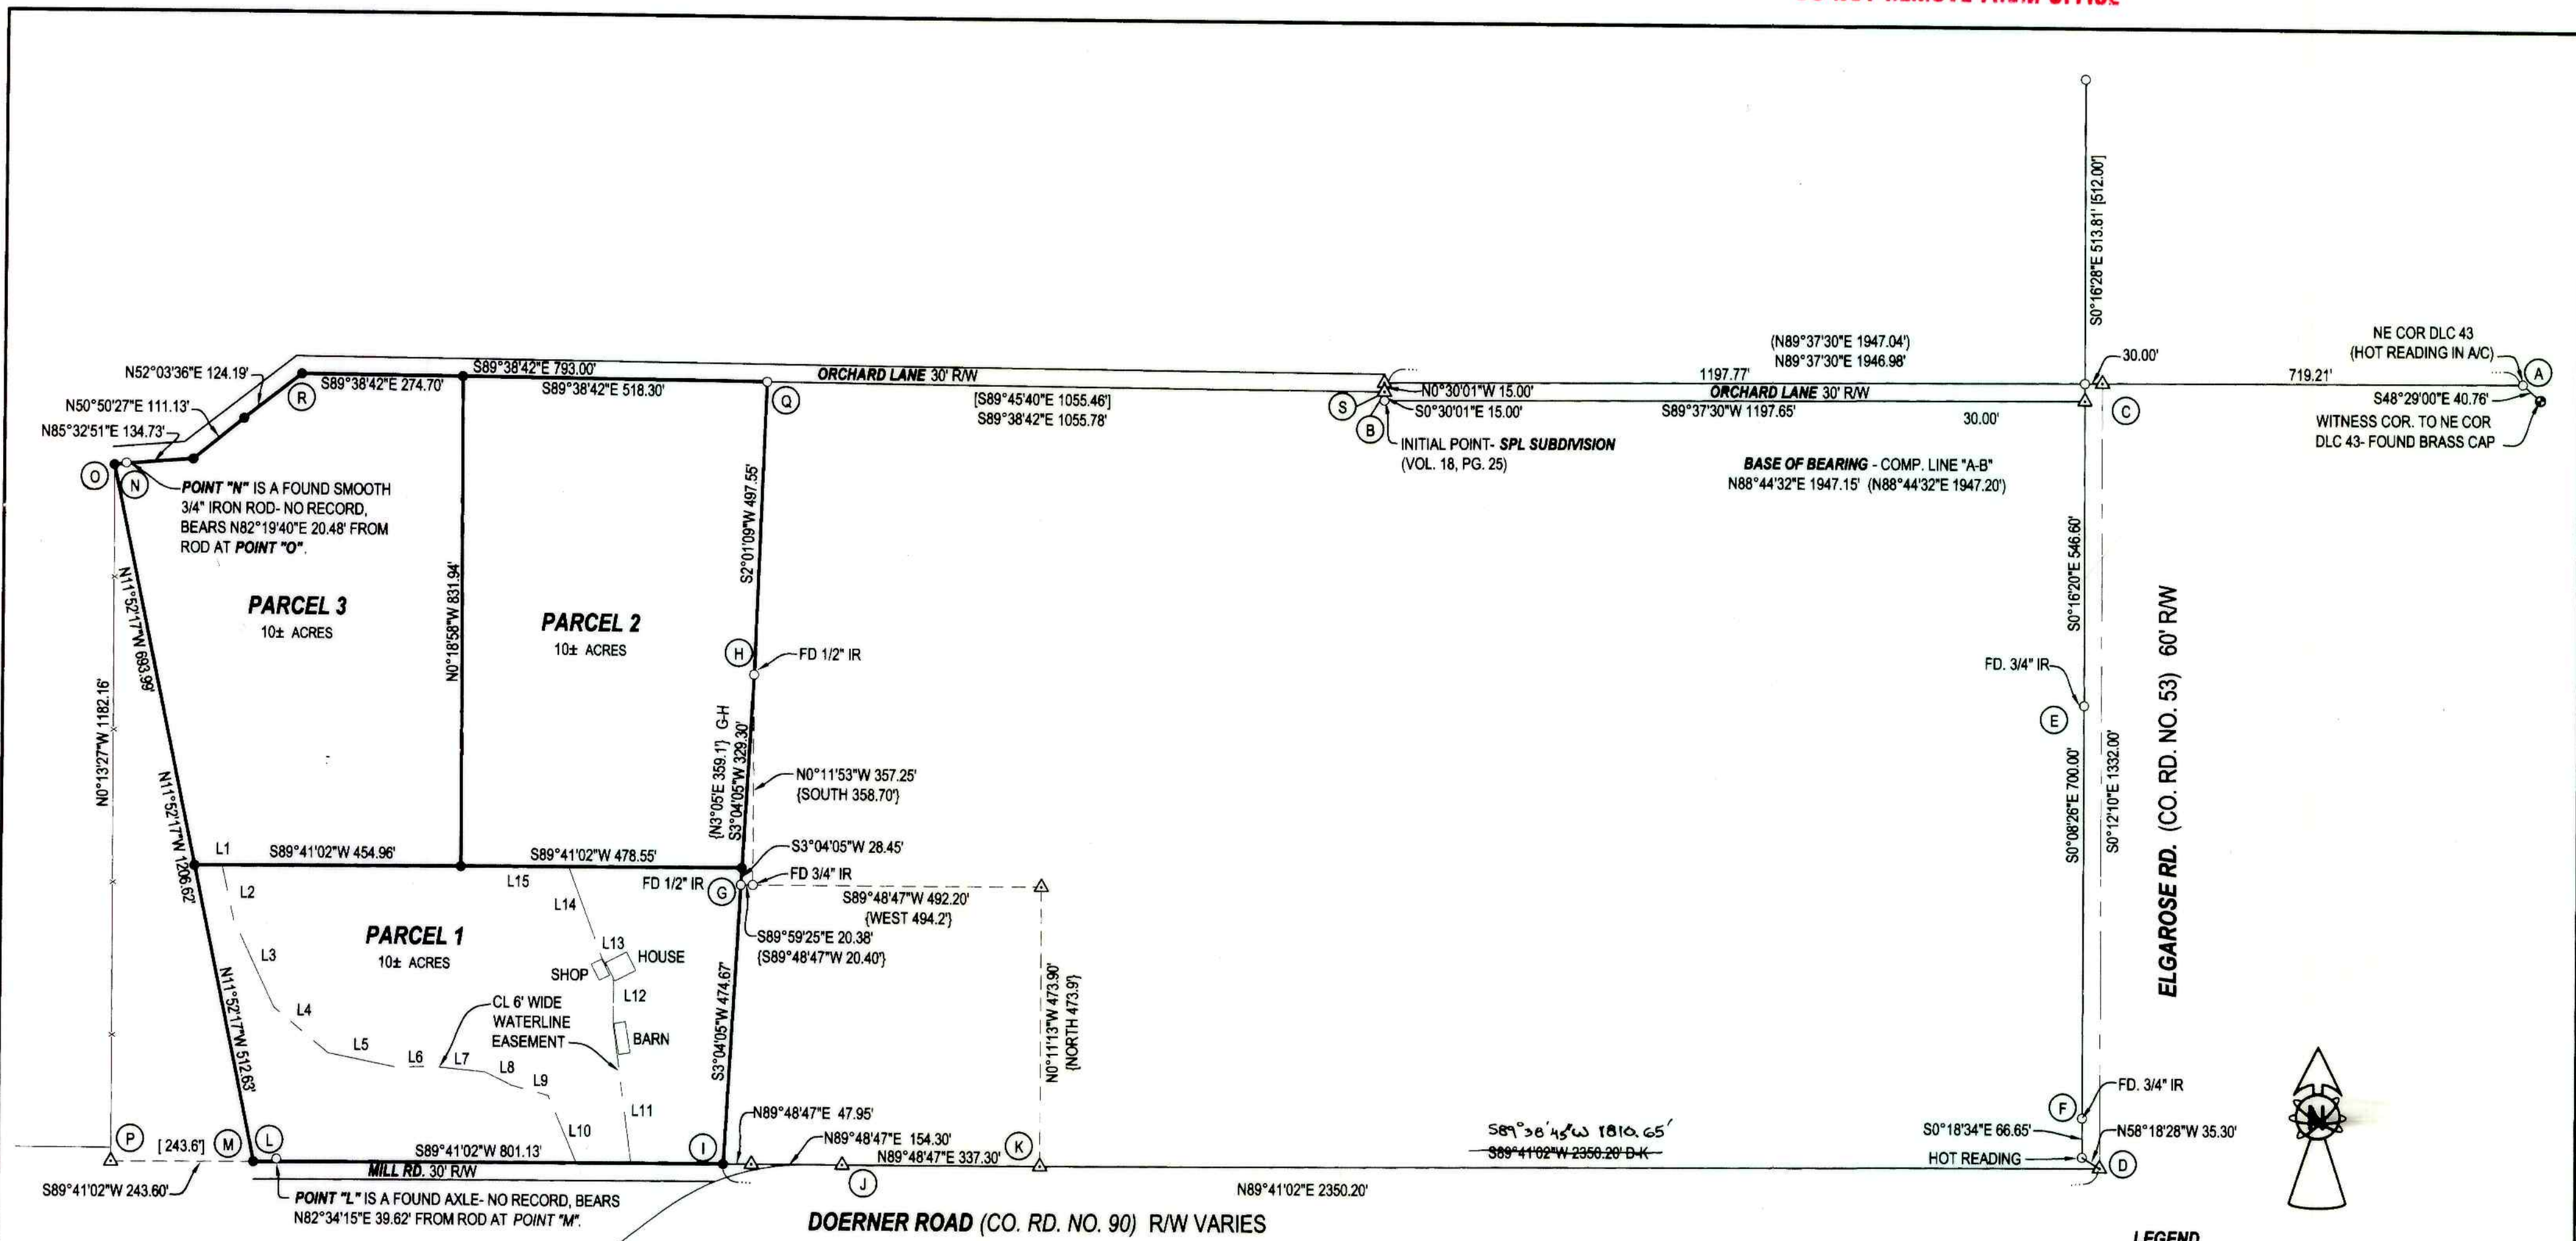 S0°16'28"E 513.81' [512.00']
NE COR DLC 43
(HOT READING IN A/C)
A
30.00'
719.21'
S48°29'00"E 40.76'
WITNESS COR. TO NE COR
DLC 43- FOUND BRASS CAP
(N89°37'30"E 1947.04')
N89°37'30"E 1946.98'
1197.77'
ORCHARD LANE 30' R/W
S89°37'30"W 1197.65'
30.00'
C
N0°30'01"W 15.00'
S0°30'01"E 15.00'
S
B
INITIAL POINT- SPL SUBDIVISION
(VOL. 18, PG. 25)
BASE OF BEARING - COMP. LINE "A-B"
N88°44'32"E 1947.15' (N88°44'32"E 1947.20')
N52°03'36"E 124.19'
N50°50'27"E 111.13'
N85°32'51"E 134.73'
R
S89°38'42"E 793.00'
S89°38'42"E 274.70'
S89°38'42"E 518.30'
ORCHARD LANE 30' R/W
Q
[S89°45'40"E 1055.46']
S89°38'42"E 1055.78'
O
N
POINT "N" IS A FOUND SMOOTH
3/4" IRON ROD- NO RECORD,
BEARS N82°19'40"E 20.48' FROM
ROD AT POINT "O".
N11°52'17"W 693.99'
N0°13'27"W 1182.16'
PARCEL 3
10± ACRES
N0°18'58"W 831.94'
PARCEL 2
10± ACRES
S2°01'09"W 497.55'
H
FD 1/2" IR
{N3°05'E 359.1'} G-H
S3°04'05"W 329.30'
N0°11'53"W 357.25'
{SOUTH 358.70'}
S0°16'20"E 546.60'
FD. 3/4" IR
E
S0°08'26"E 700.00'
S0°12'10"E 1332.00'
ELGAROSE RD. (CO. RD. NO. 53) 60' R/W
N11°52'17"W 1206.62'
L1
S89°41'02"W 454.96'
S89°41'02"W 478.55'
S3°04'05"W 28.45'
L2
L15
FD 1/2" IR
G
FD 3/4" IR
S89°48'47"W 492.20'
{WEST 494.2'}
L14
S89°59'25"E 20.38'
{S89°48'47"W 20.40'}
PARCEL 1
10± ACRES
L3
L13
HOUSE
SHOP
L4
L12
CL 6' WIDE
WATERLINE
EASEMENT
BARN
L5
L6
L7
L8
L9
L10
L11
N11°52'17"W 512.63'
S3°04'05"W 474.67'
N0°11'13"W 473.90'
{NORTH 473.9'}
P
[ 243.6']
M
L
S89°41'02"W 801.13'
MILL RD. 30' R/W
I
S89°41'02"W 243.60'
POINT "L" IS A FOUND AXLE- NO RECORD, BEARS
N82°34'15"E 39.62' FROM ROD AT POINT "M".
N89°48'47"E 47.95'
N89°48'47"E 154.30'
N89°48'47"E 337.30'
K
J
S89°38'45"W 1810.65'
S89°41'02"W 2350.20' D-K
N89°41'02"E 2350.20'
F
FD. 3/4" IR
S0°18'34"E 66.65'
N58°18'28"W 35.30'
HOT READING
D
DOERNER ROAD (CO. RD. NO. 90) R/W VARIES
N
LEGEND